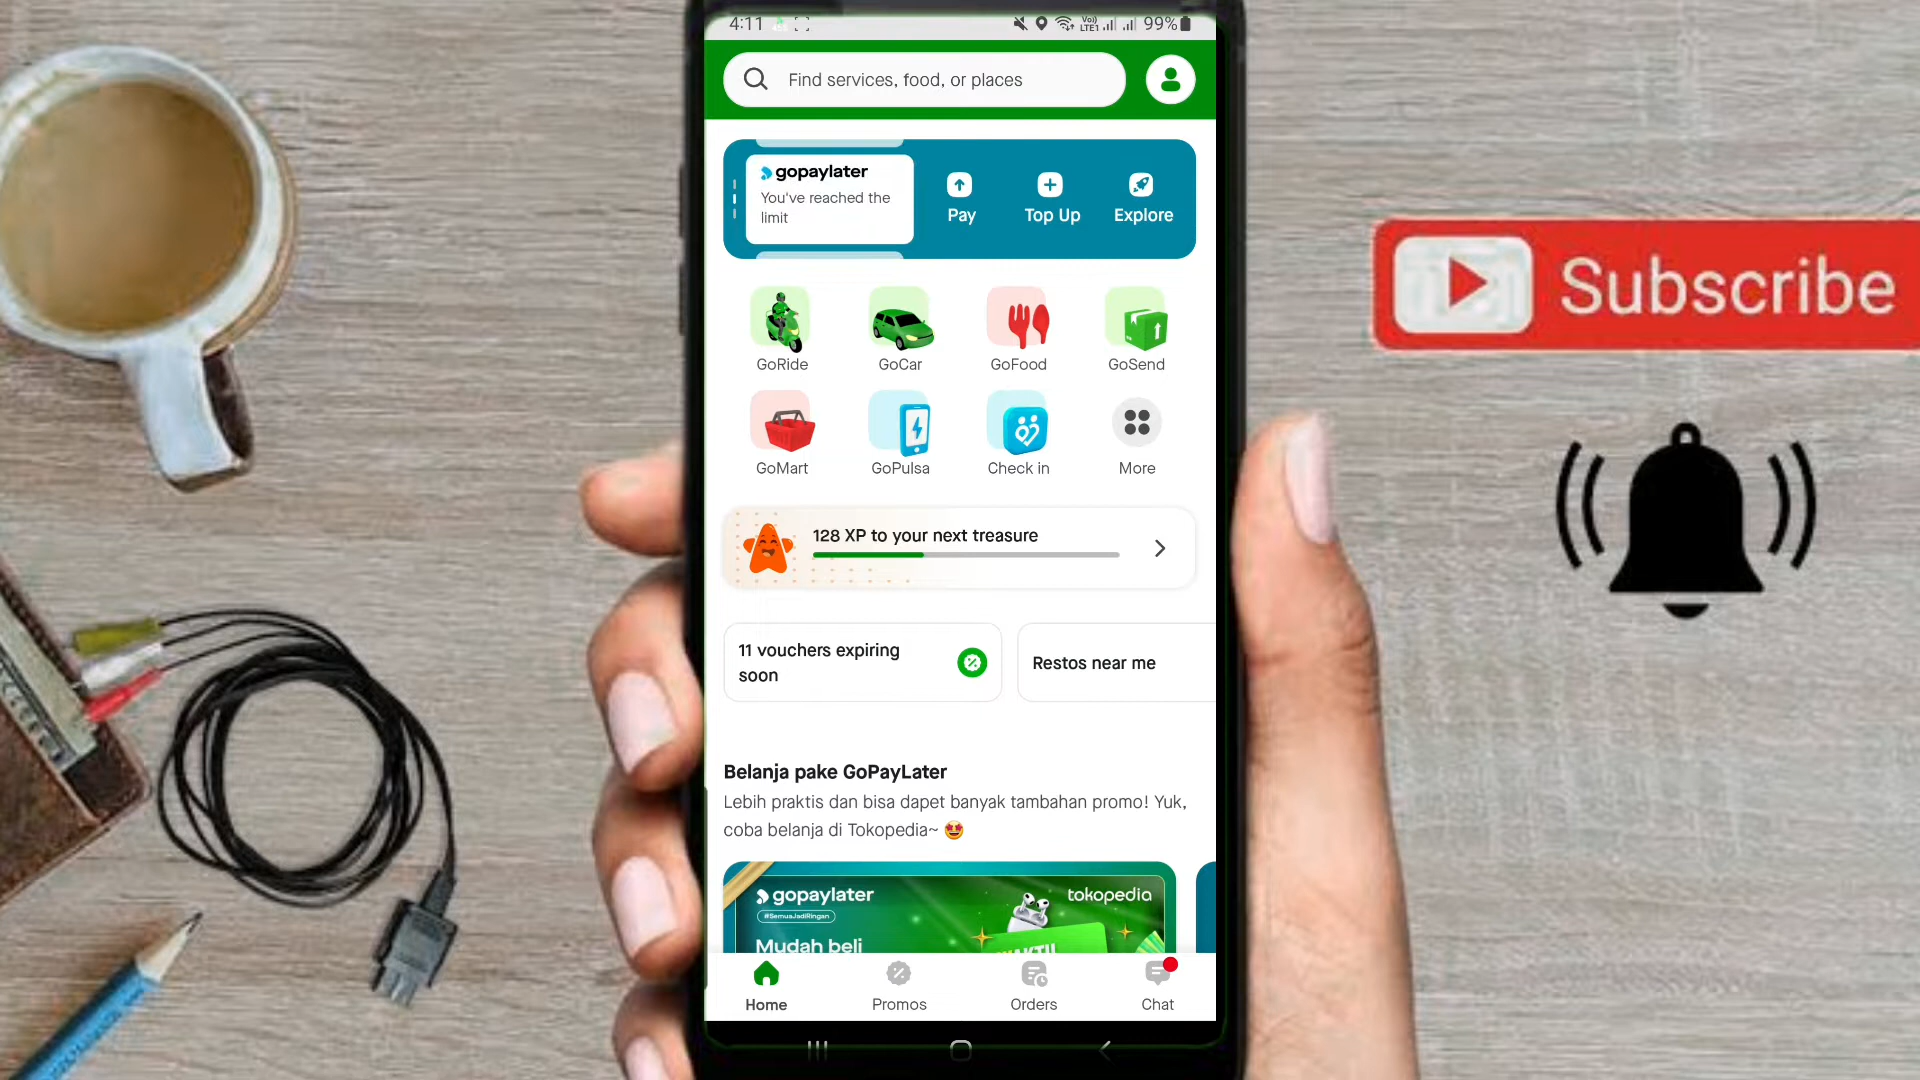 4:11
Vo))
LTE1
99%
Find services, food, or places
gopaylater
You've reached the
limit
Pay
Top Up
Explore
GoRide
GoCar
GoFood
GoSend
GoMart
GoPulsa
Check in
More
128 XP to your next treasure
11 vouchers expiring
soon
Restos near me
Belanja pake GoPayLater
Lebih praktis dan bisa dapet banyak tambahan promo! Yuk,
coba belanja di Tokopedia~ 🤩
gopaylater
tokopedia
#SemuaJadiRingan
Mudah beli
Home
Promos
Orders
Chat
Subscribe